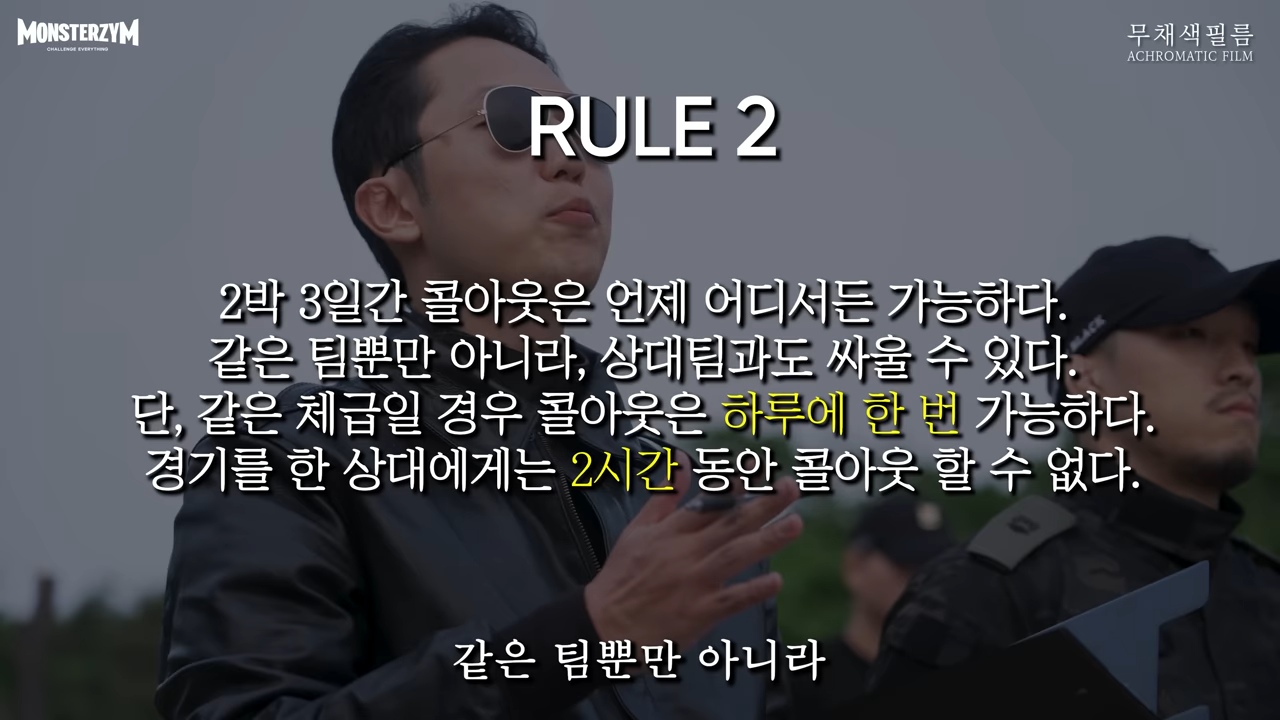 MONSTERZYM
CHALLENGE EVERYTHING
무채색필름
ACHROMATIC FILM
RULE 2
2박 3일간 콜아웃은 언제 어디서든 가능하다.
같은 팀뿐만 아니라, 상대팀과도 싸울 수 있다.
단, 같은 체급일 경우 콜아웃은 하루에 한 번 가능하다.
경기를 한 상대에게는 2시간 동안 콜아웃 할 수 없다.
같은 팀뿐만 아니라